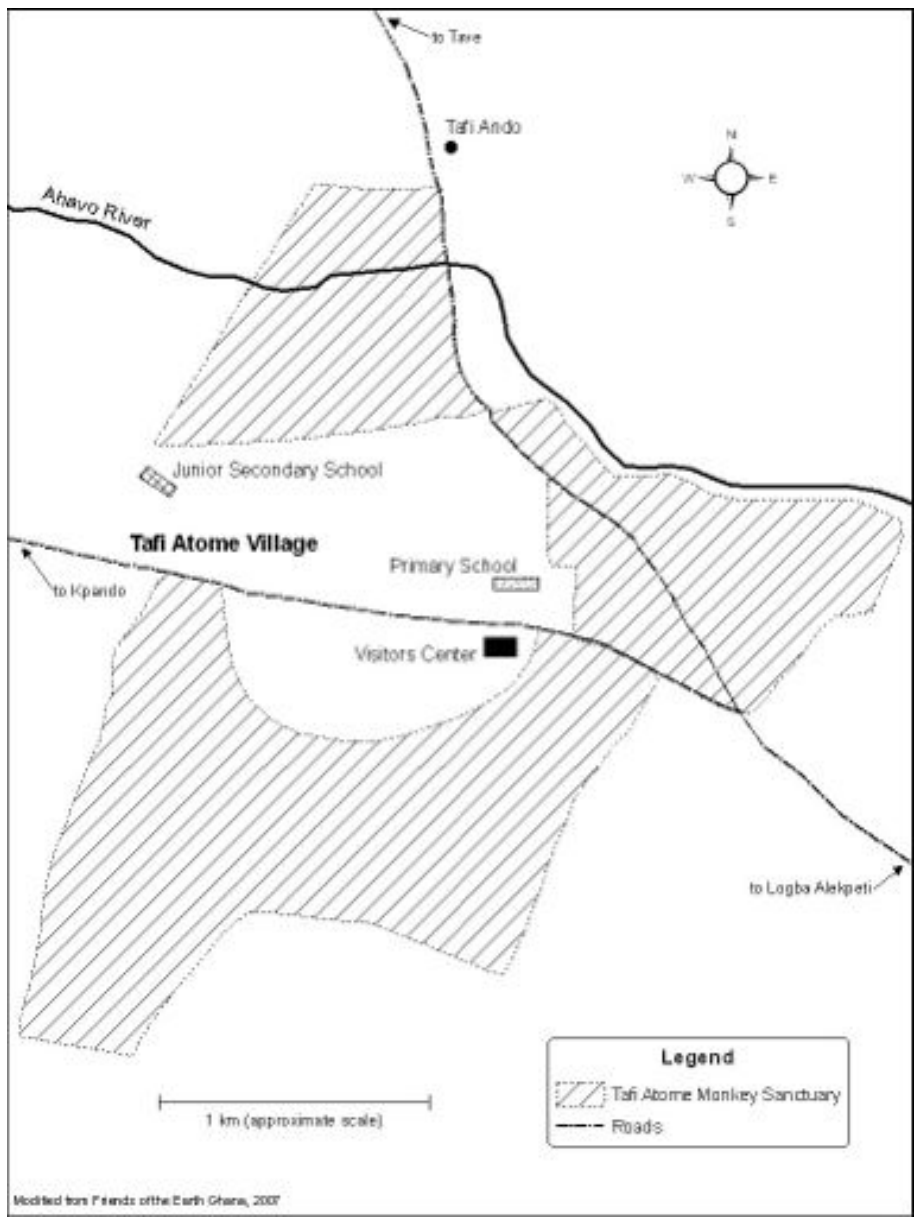 to Tave
Tafi Ando
N
W E
S
Ahavo River
Junior Secondary School
Tafi Atome Village
to Kpando
Primary School
Visitors Center
to Logba Alekpeti
Legend
Tafi Atome Monkey Sanctuary
Roads
1 km (approximate scale)
Modified from Friends of the Earth Ghana, 2007